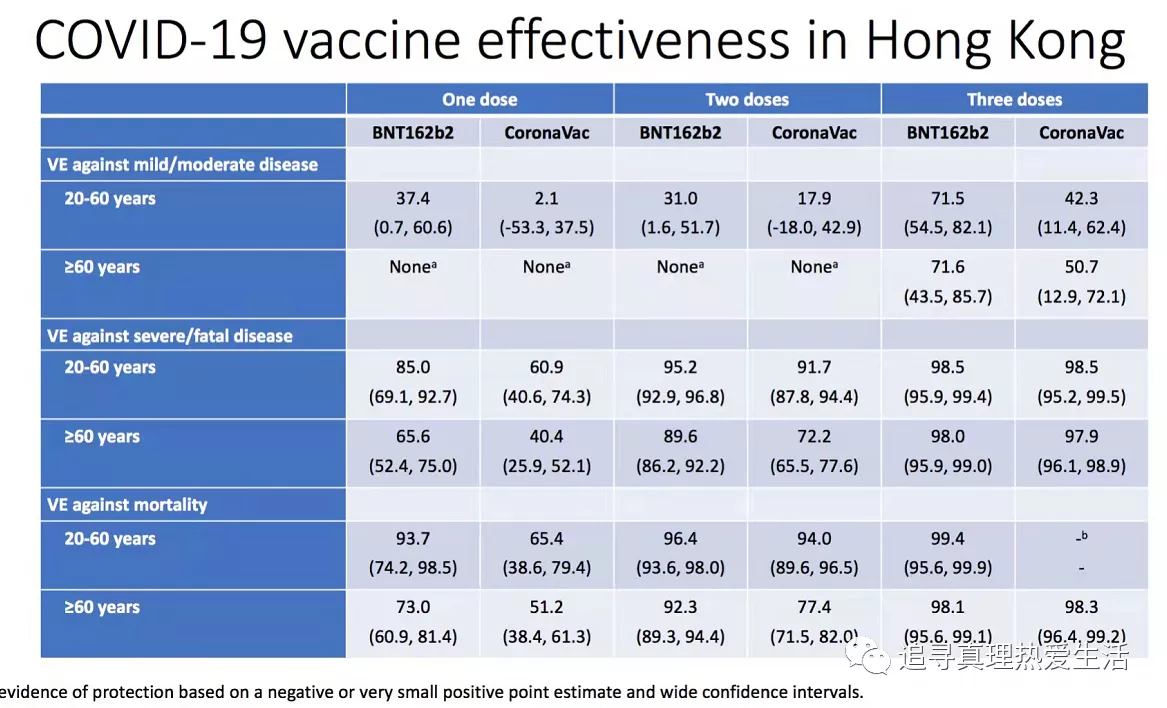 COVID-19 vaccine effectiveness in Hong Kong
One dose Two doses Three doses
BNT162b2 CoronaVac BNT162b2 CoronaVac BNT162b2 CoronaVac
VE against mild/moderate disease
20-60 years 37.4 2.1 31.0 17.9 71.5 42.3
(0.7, 60.6) (-53.3, 37.5) (1.6, 51.7) (-18.0, 42.9) (54.5, 82.1) (11.4, 62.4)
≥60 years Noneᵃ Noneᵃ Noneᵃ Noneᵃ 71.6 50.7
(43.5, 85.7) (12.9, 72.1)
VE against severe/fatal disease
20-60 years 85.0 60.9 95.2 91.7 98.5 98.5
(69.1, 92.7) (40.6, 74.3) (92.9, 96.8) (87.8, 94.4) (95.9, 99.4) (95.2, 99.5)
≥60 years 65.6 40.4 89.6 72.2 98.0 97.9
(52.4, 75.0) (25.9, 52.1) (86.2, 92.2) (65.5, 77.6) (95.9, 99.0) (96.1, 98.9)
VE against mortality
20-60 years 93.7 65.4 96.4 94.0 99.4 -ᵇ
(74.2, 98.5) (38.6, 79.4) (93.6, 98.0) (89.6, 96.5) (95.6, 99.9) -
≥60 years 73.0 51.2 92.3 77.4 98.1 98.3
(60.9, 81.4) (38.4, 61.3) (89.3, 94.4) (71.5, 82.0) (95.6, 99.1) (96.4, 99.2)
追寻真理热爱生活
evidence of protection based on a negative or very small positive point estimate and wide confidence intervals.